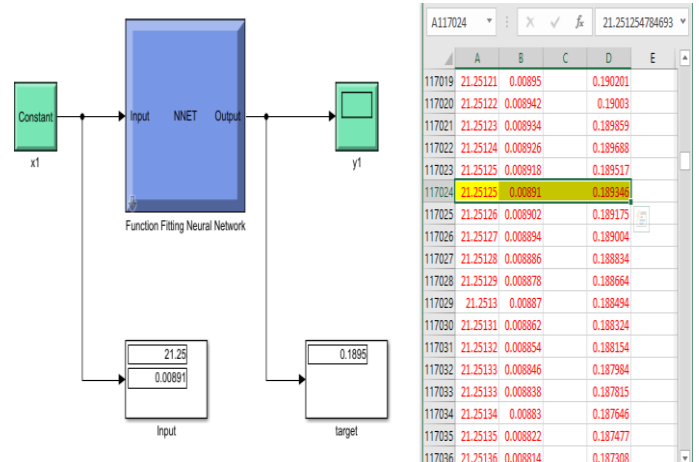 Constant
x1
Input NNET Output
Function Fitting Neural Network
y1
21.25
0.00891
Input
0.1895
target
A117024 fx 21.251254784693
A B C D E
117019 21.25121 0.00895 0.190201
117020 21.25122 0.008942 0.19003
117021 21.25123 0.008934 0.189859
117022 21.25124 0.008926 0.189688
117023 21.25125 0.008918 0.189517
117024 21.25125 0.00891 0.189346
117025 21.25126 0.008902 0.189175
117026 21.25127 0.008894 0.189004
117027 21.25128 0.008886 0.188834
117028 21.25129 0.008878 0.188664
117029 21.2513 0.00887 0.188494
117030 21.25131 0.008862 0.188324
117031 21.25132 0.008854 0.188154
117032 21.25133 0.008846 0.187984
117033 21.25133 0.008838 0.187815
117034 21.25134 0.00883 0.187646
117035 21.25135 0.008822 0.187477
117036 21.25136 0.008814 0.187308